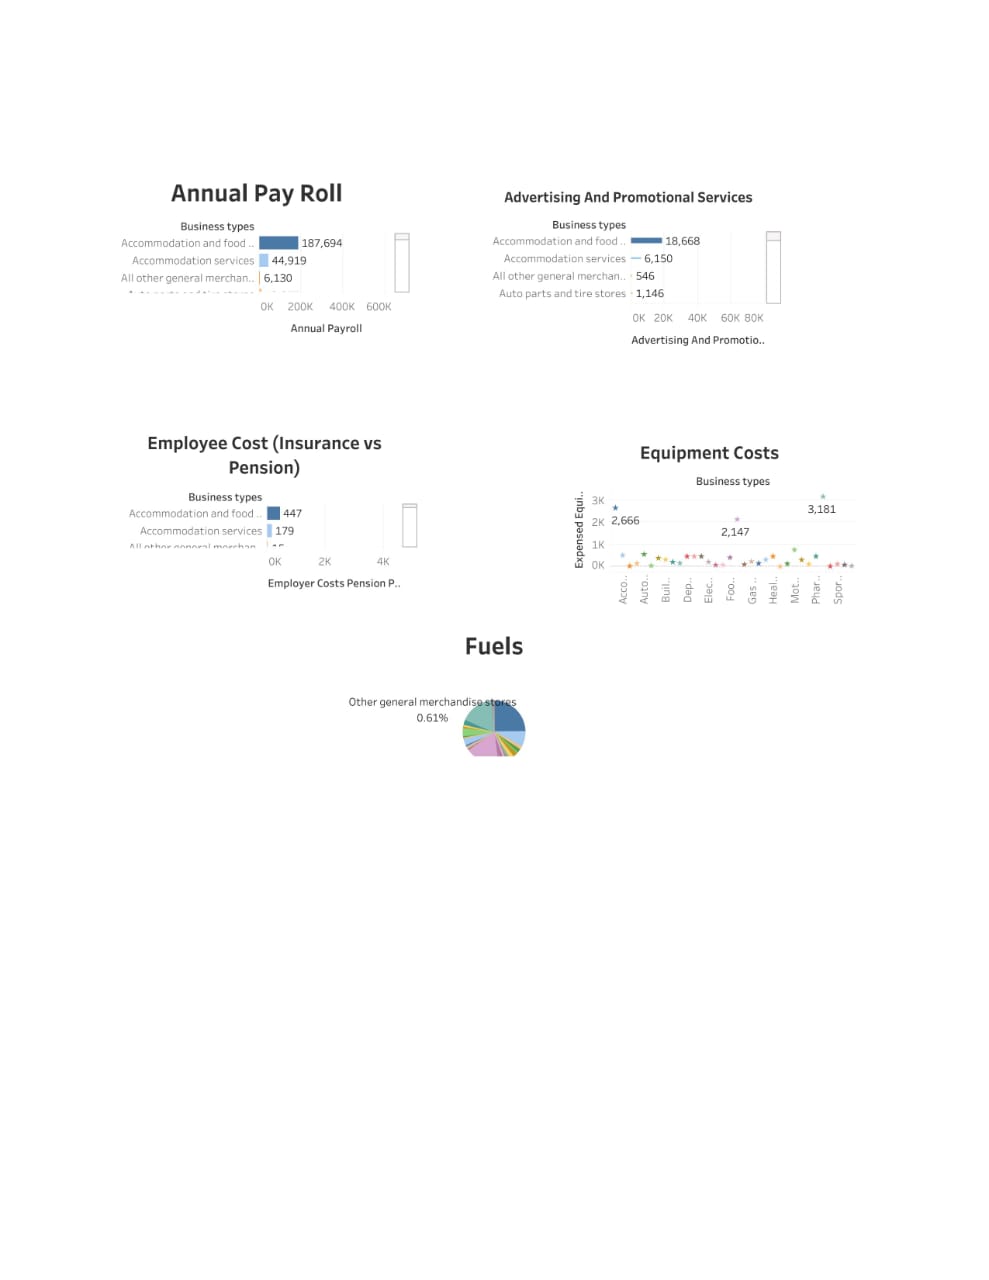 Annual Pay Roll
Business types
Accommodation and food ..
187,694
Accommodation services
44,919
All other general merchan..
6,130
0K 200K 400K 600K
Annual Payroll
Advertising And Promotional Services
Business types
Accommodation and food ..
18,668
Accommodation services
6,150
All other general merchan..
546
Auto parts and tire stores
1,146
0K 20K 40K 60K 80K
Advertising And Promotio..
Employee Cost (Insurance vs
Pension)
Business types
Accommodation and food ..
447
Accommodation services
179
All other general merchan..
0K 2K 4K
Employer Costs Pension P..
Equipment Costs
Business types
Expensed Equi..
3K
2K
1K
0K
2,666
2,147
3,181
Acco..
Auto..
Buil..
Dep..
Elec..
Foo..
Gas ..
Heal..
Mot..
Phar..
Spor..
Fuels
Other general merchandise stores
0.61%